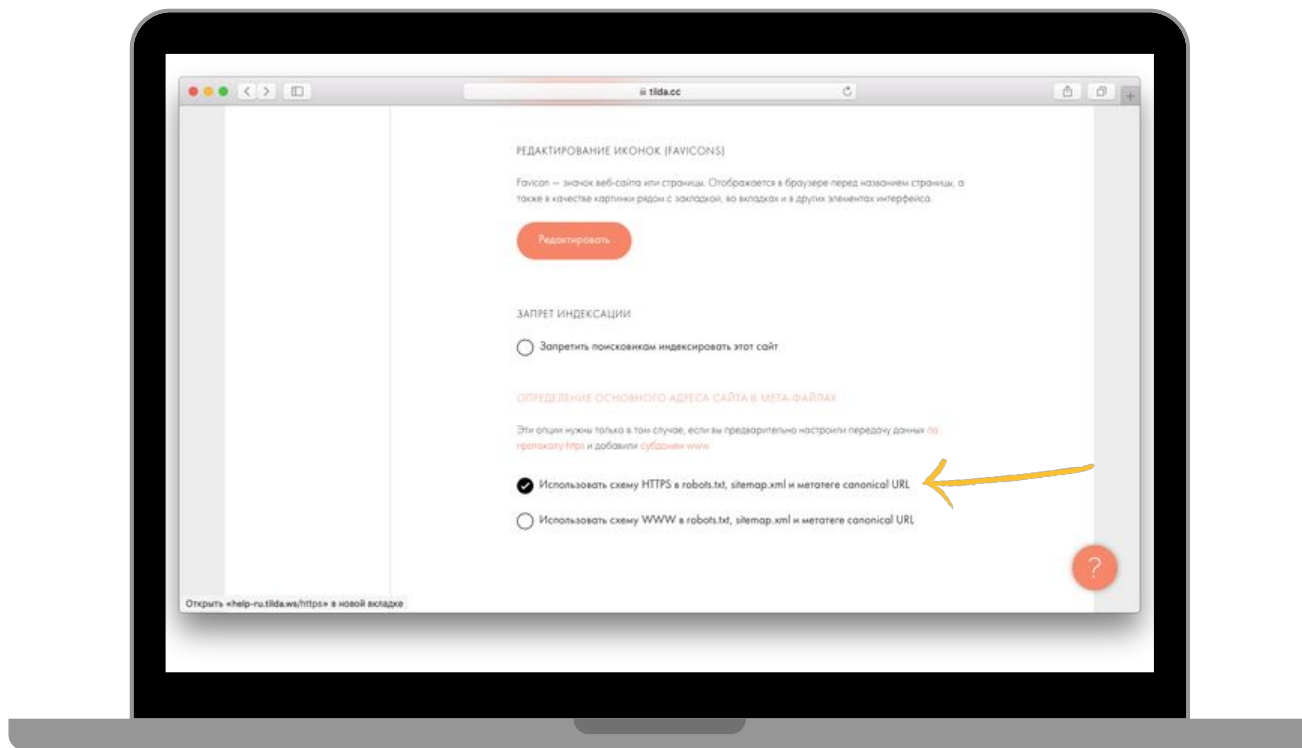 tilda.cc
РЕДАКТИРОВАНИЕ ИКОНОК (FAVICONS)
Favicon — значок веб-сайта или страницы. Отображается в браузере перед названием страницы, а
также в качестве картинки рядом с закладкой, во вкладках и в других элементах интерфейса.
Редактировать
ЗАПРЕТ ИНДЕКСАЦИИ
Запретить поисковикам индексировать этот сайт
ОПРЕДЕЛЕНИЕ ОСНОВНОГО АДРЕСА САЙТА В МЕТА-ФАЙЛАХ
Эти опции нужны только в том случае, если вы предварительно настроили передачу данных по
протоколу https и добавили субдомен www
Использовать схему HTTPS в robots.txt, sitemap.xml и метатеге canonical URL
Использовать схему WWW в robots.txt, sitemap.xml и метатеге canonical URL
?
Открыть «help-ru.tilda.ws/https» в новой вкладке